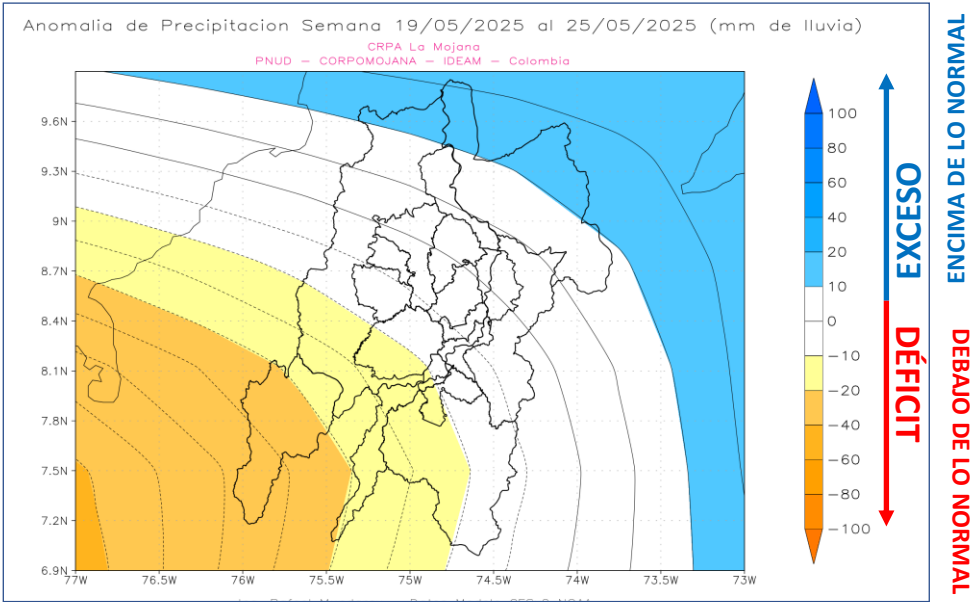 Anomalia de Precipitacion Semana 19/05/2025 al 25/05/2025 (mm de lluvia)
CRPA La Mojana
PNUD – CORPOMOJANA – IDEAM – Colombia
9.6N
9.3N
9N
8.7N
8.4N
8.1N
7.8N
7.5N
7.2N
6.9N
77W
76.5W
76W
75.5W
75W
74.5W
74W
73.5W
73W
100
80
60
40
20
10
0
−10
−20
−40
−60
−80
−100
EXCESO
DÉFICIT
ENCIMA DE LO NORMAL
DEBAJO DE LO NORMAL